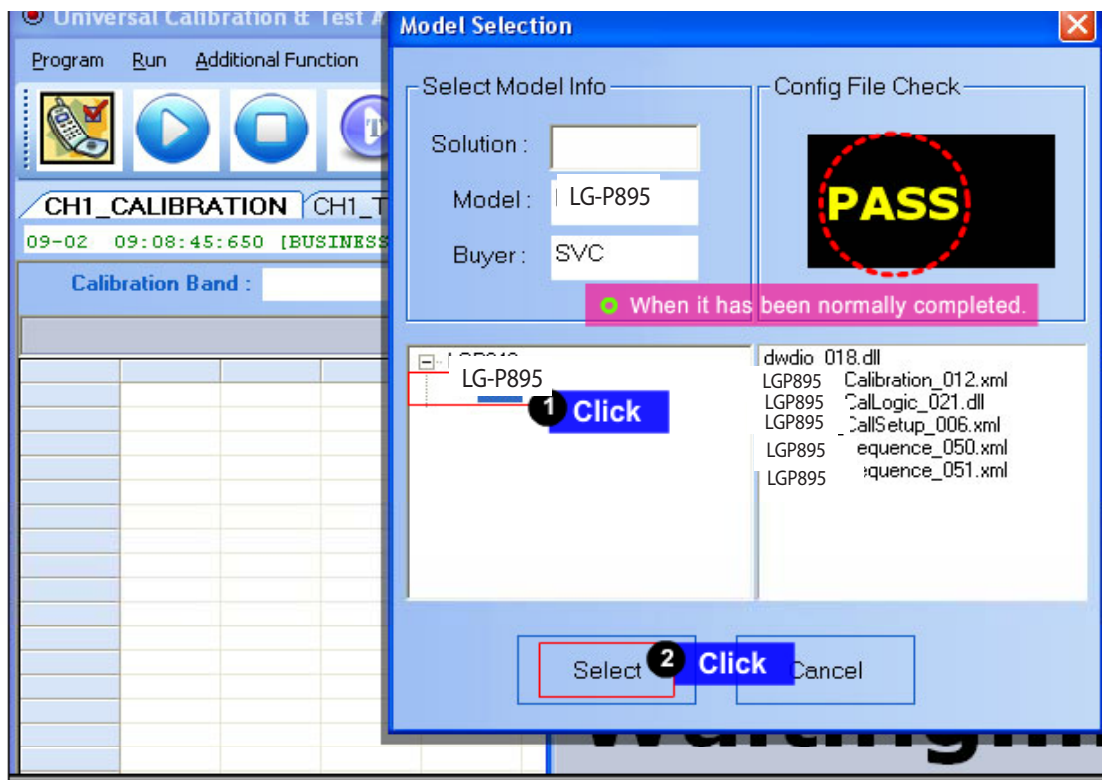 Universal Calibration & Test
Program Run Additional Function
CH1_CALIBRATION CH1_T
09-02 09:08:45:650 [BUSINESS
Calibration Band :
Model Selection
Select Model Info
Solution :
Model : LG-P895
Buyer : SVC
Config File Check
PASS
When it has been normally completed.
LG-P895
1 Click
dwdio_018.dll
LGP895 Calibration_012.xml
LGP895 CalLogic_021.dll
LGP895 _CallSetup_006.xml
LGP895 equence_050.xml
LGP895 equence_051.xml
Select 2 Click Cancel